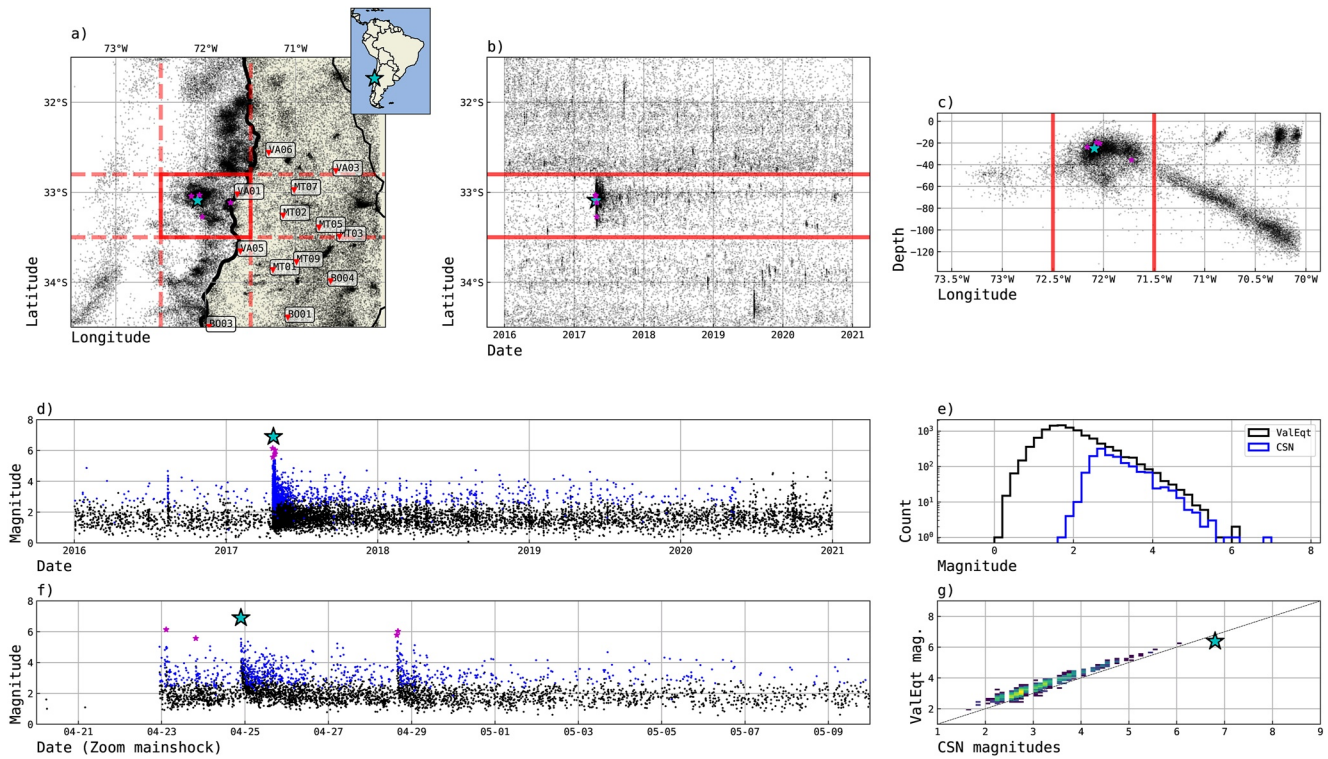 a)
73°W 72°W 71°W
32°S
33°S
34°S
Latitude
Longitude
VA06
VA03
VA01
MT07
MT02
MT05
MT03
VA05
MT09
MT01
BO04
BO01
BO03
b)
32°S
33°S
34°S
Latitude
2016 2017 2018 2019 2020 2021
Date
c)
0
-20
-40
-60
-80
-100
-120
Depth
73.5°W 73°W 72.5°W 72°W 71.5°W 71°W 70.5°W 70°W
Longitude
d)
8
6
4
2
0
Magnitude
2016 2017 2018 2019 2020 2021
Date
e)
ValEqt
CSN
10³
10²
10¹
10⁰
Count
0 2 4 6 8
Magnitude
f)
8
6
4
2
0
Magnitude
04-21 04-23 04-25 04-27 04-29 05-01 05-03 05-05 05-07 05-09
Date (Zoom mainshock)
g)
8
6
4
2
ValEqt mag.
1 2 3 4 5 6 7 8 9
CSN magnitudes